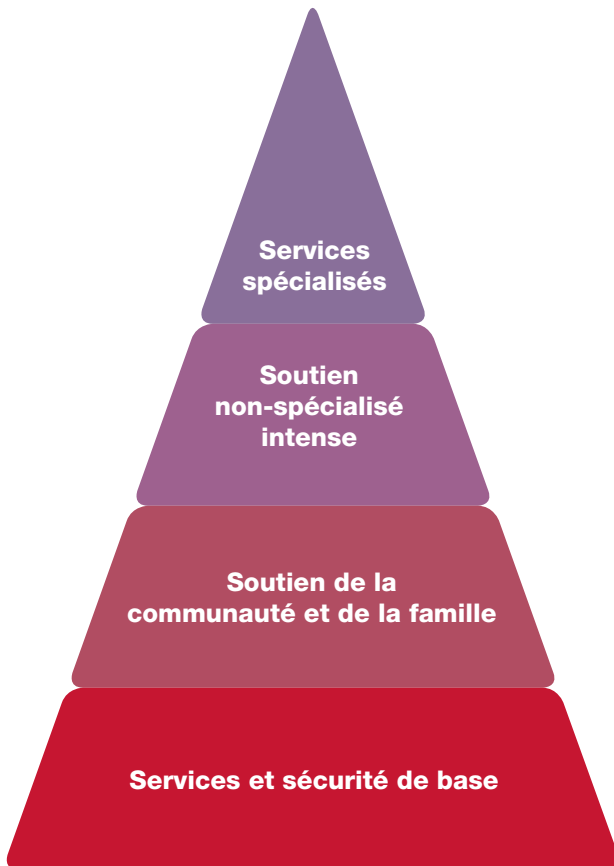 Services
spécialisés
Soutien
non-spécialisé
intense
Soutien de la
communauté et de la famille
Services et sécurité de base